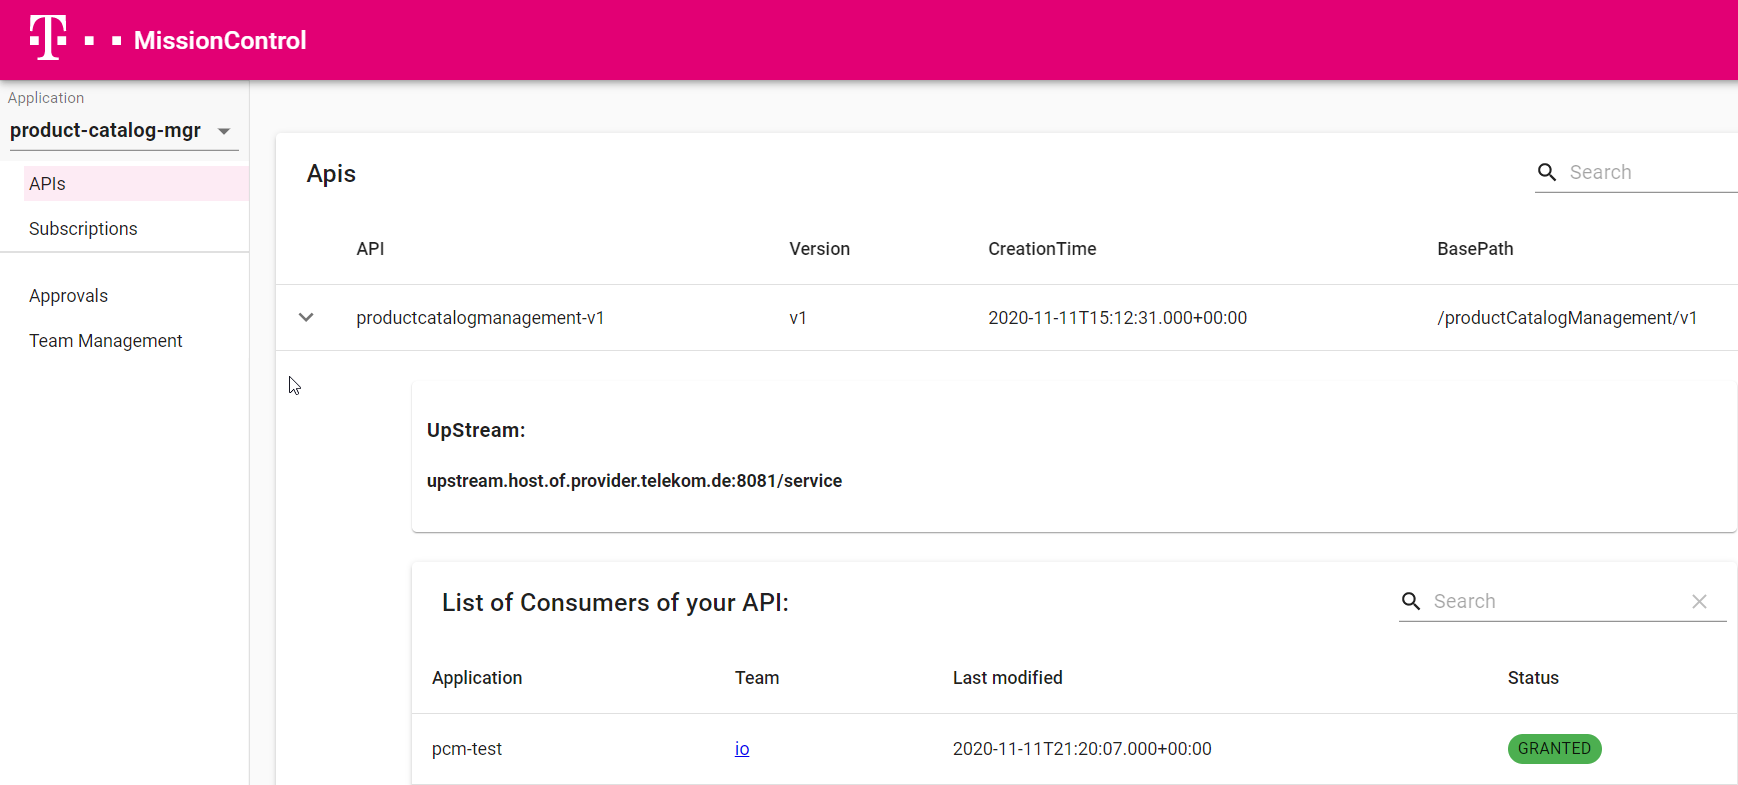 T
MissionControl
Application
product-catalog-mgr
APIs
Subscriptions
Approvals
Team Management
Apis
Search
API Version CreationTime BasePath
productcatalogmanagement-v1 v1 2020-11-11T15:12:31.000+00:00 /productCatalogManagement/v1
UpStream:
upstream.host.of.provider.telekom.de:8081/service
List of Consumers of your API:
Search
Application Team Last modified Status
pcm-test io 2020-11-11T21:20:07.000+00:00 GRANTED